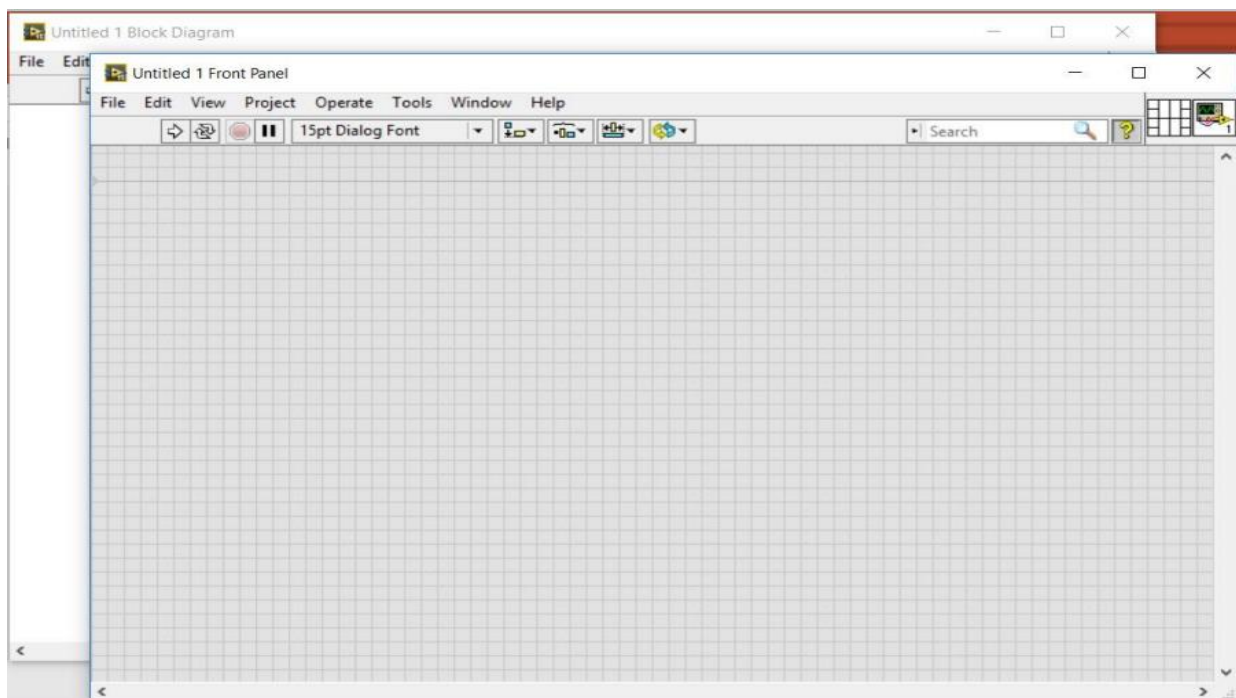 Untitled 1 Block Diagram
File Edit
Untitled 1 Front Panel
File Edit View Project Operate Tools Window Help
15pt Dialog Font
Search
1